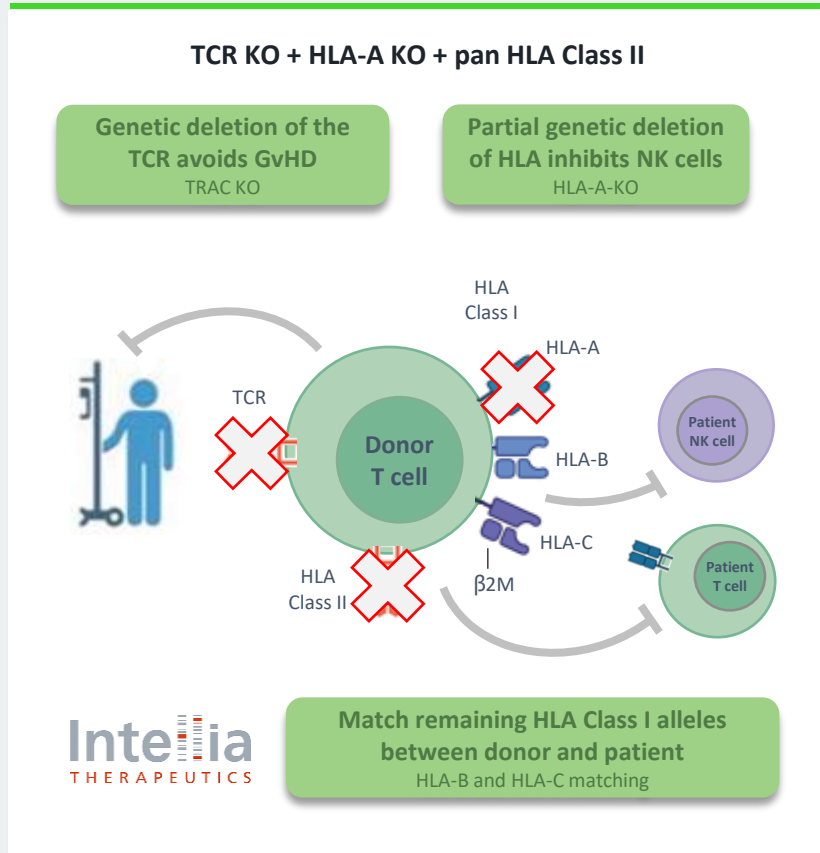 TCR KO + HLA-A KO + pan HLA Class II
Genetic deletion of the
TCR avoids GvHD
TRAC KO
Partial genetic deletion
of HLA inhibits NK cells
HLA-A-KO
HLA
Class I
HLA-A
TCR
Donor
T cell
HLA-B
Patient
NK cell
HLA-C
β2M
HLA
Class II
Patient
T cell
Intellia
THERAPEUTICS
Match remaining HLA Class I alleles
between donor and patient
HLA-B and HLA-C matching